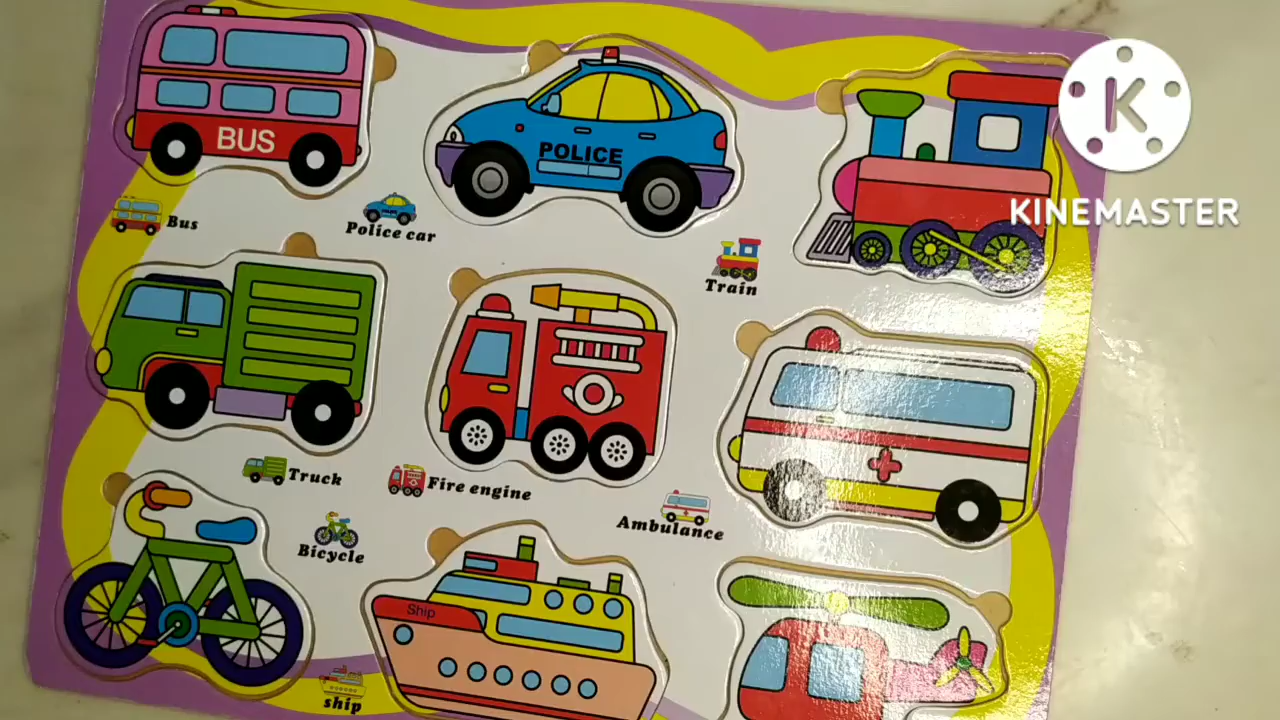 BUS
POLICE
K
KINEMASTER
Bus
Police car
Train
Truck
Fire engine
Ambulance
Bicycle
Ship
ship